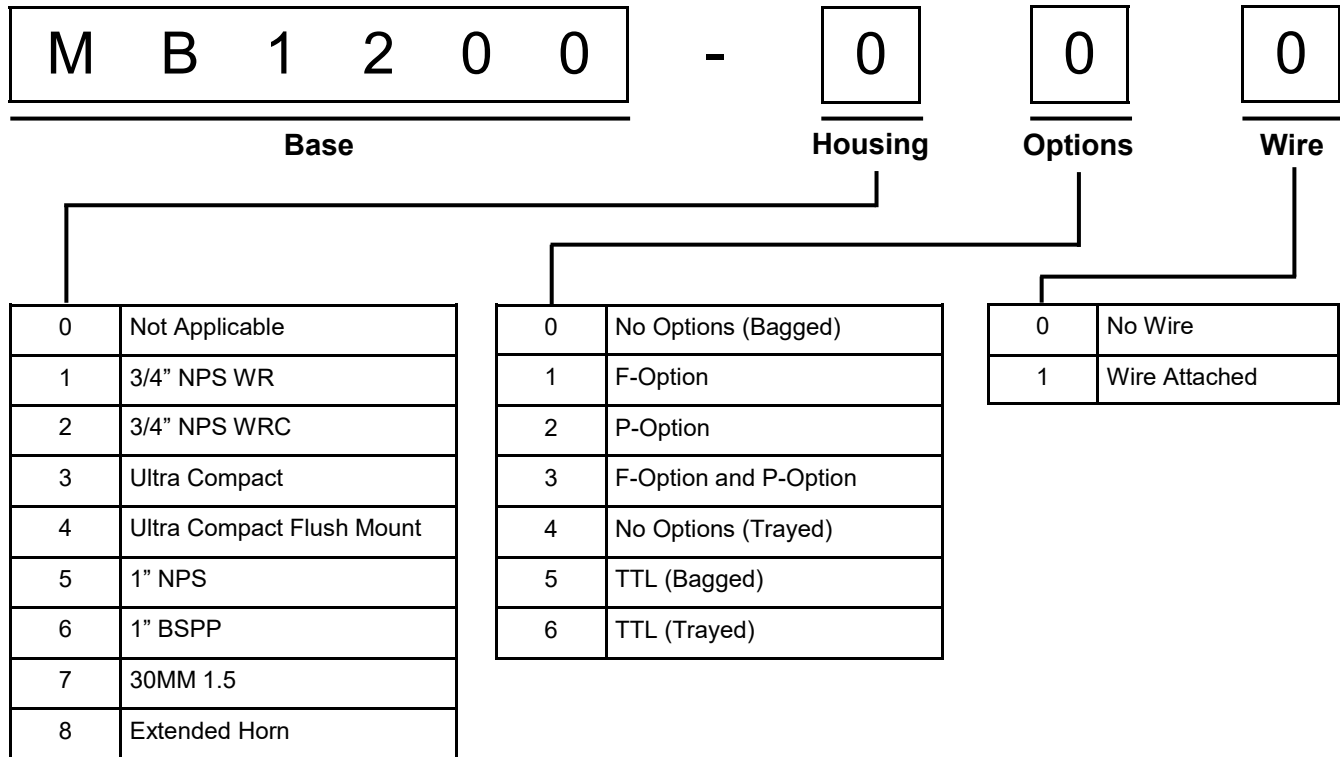 M B 1 2 0 0 - 0 0 0
Base Housing Options Wire
0 Not Applicable
1 3/4” NPS WR
2 3/4” NPS WRC
3 Ultra Compact
4 Ultra Compact Flush Mount
5 1” NPS
6 1” BSPP
7 30MM 1.5
8 Extended Horn
0 No Options (Bagged)
1 F-Option
2 P-Option
3 F-Option and P-Option
4 No Options (Trayed)
5 TTL (Bagged)
6 TTL (Trayed)
0 No Wire
1 Wire Attached